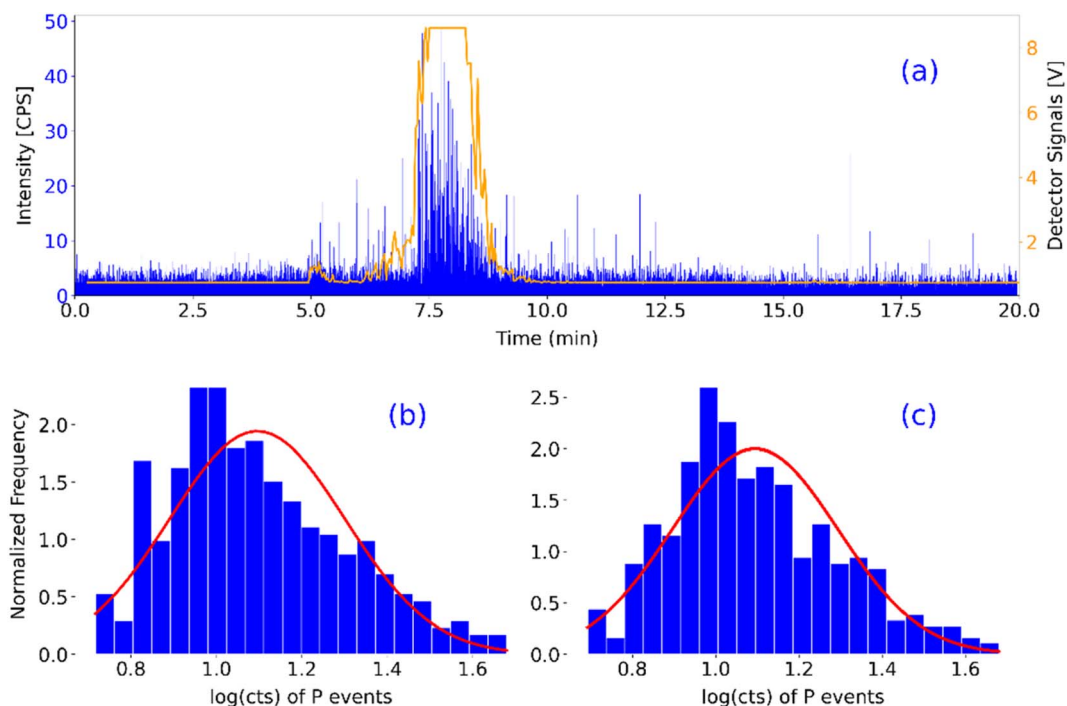 50
40
30
20
10
0
Intensity [CPS]
(a)
8
6
4
2
Detector Signals [V]
0.0 2.5 5.0 7.5 10.0 12.5 15.0 17.5 20.0
Time (min)
Normalized Frequency
2.0
1.5
1.0
0.5
0.0
(b)
0.8 1.0 1.2 1.4 1.6
log(cts) of P events
2.5
2.0
1.5
1.0
0.5
0.0
(c)
0.8 1.0 1.2 1.4 1.6
log(cts) of P events